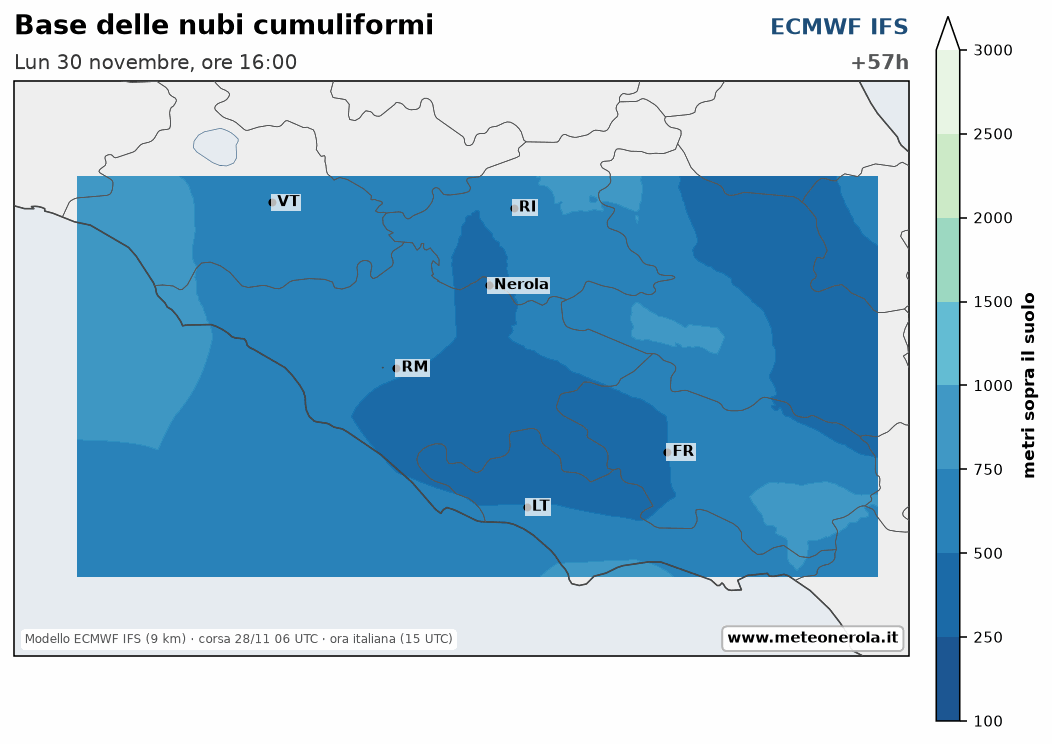 Base delle nubi cumuliformi
ECMWF IFS
Lun 30 novembre, ore 16:00
+57h
VT
RI
Nerola
RM
FR
LT
Modello ECMWF IFS (9 km) · corsa 28/11 06 UTC · ora italiana (15 UTC)
www.meteonerola.it
3000
2500
2000
1500
1000
750
500
250
100
metri sopra il suolo